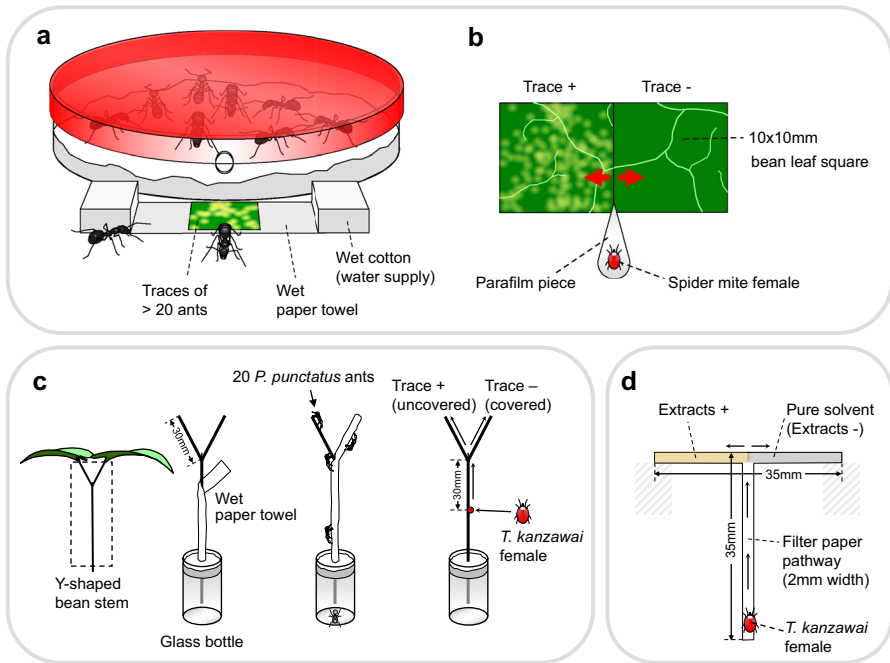 a
Traces of
> 20 ants
Wet
paper towel
Wet cotton
(water supply)
b
Trace +
Trace -
10x10mm
bean leaf square
Parafilm piece
Spider mite female
c
Y-shaped
bean stem
30mm
Wet
paper towel
Glass bottle
20 P. punctatus ants
Trace +
(uncovered)
Trace –
(covered)
30mm
T. kanzawai
female
d
Extracts +
Pure solvent
(Extracts -)
35mm
35mm
Filter paper
pathway
(2mm width)
T. kanzawai
female